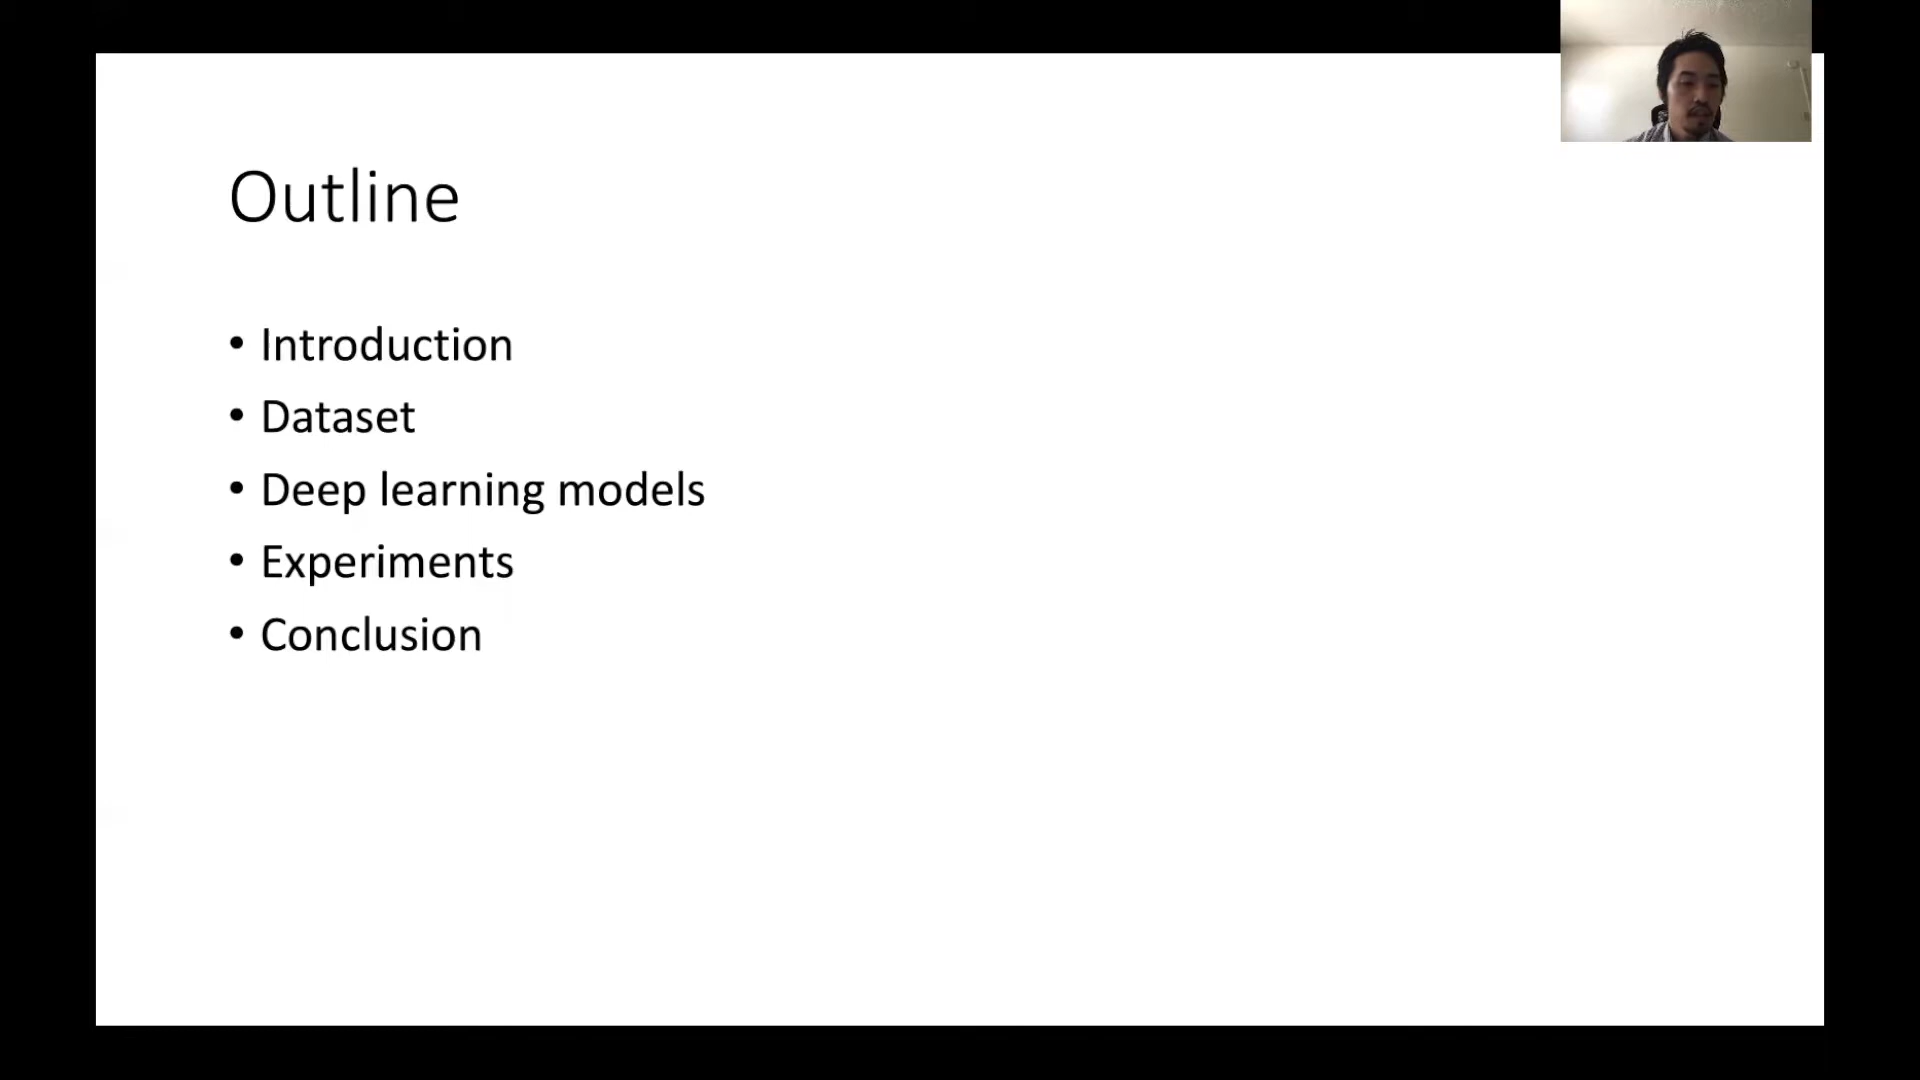 Outline
• Introduction
• Dataset
• Deep learning models
• Experiments
• Conclusion